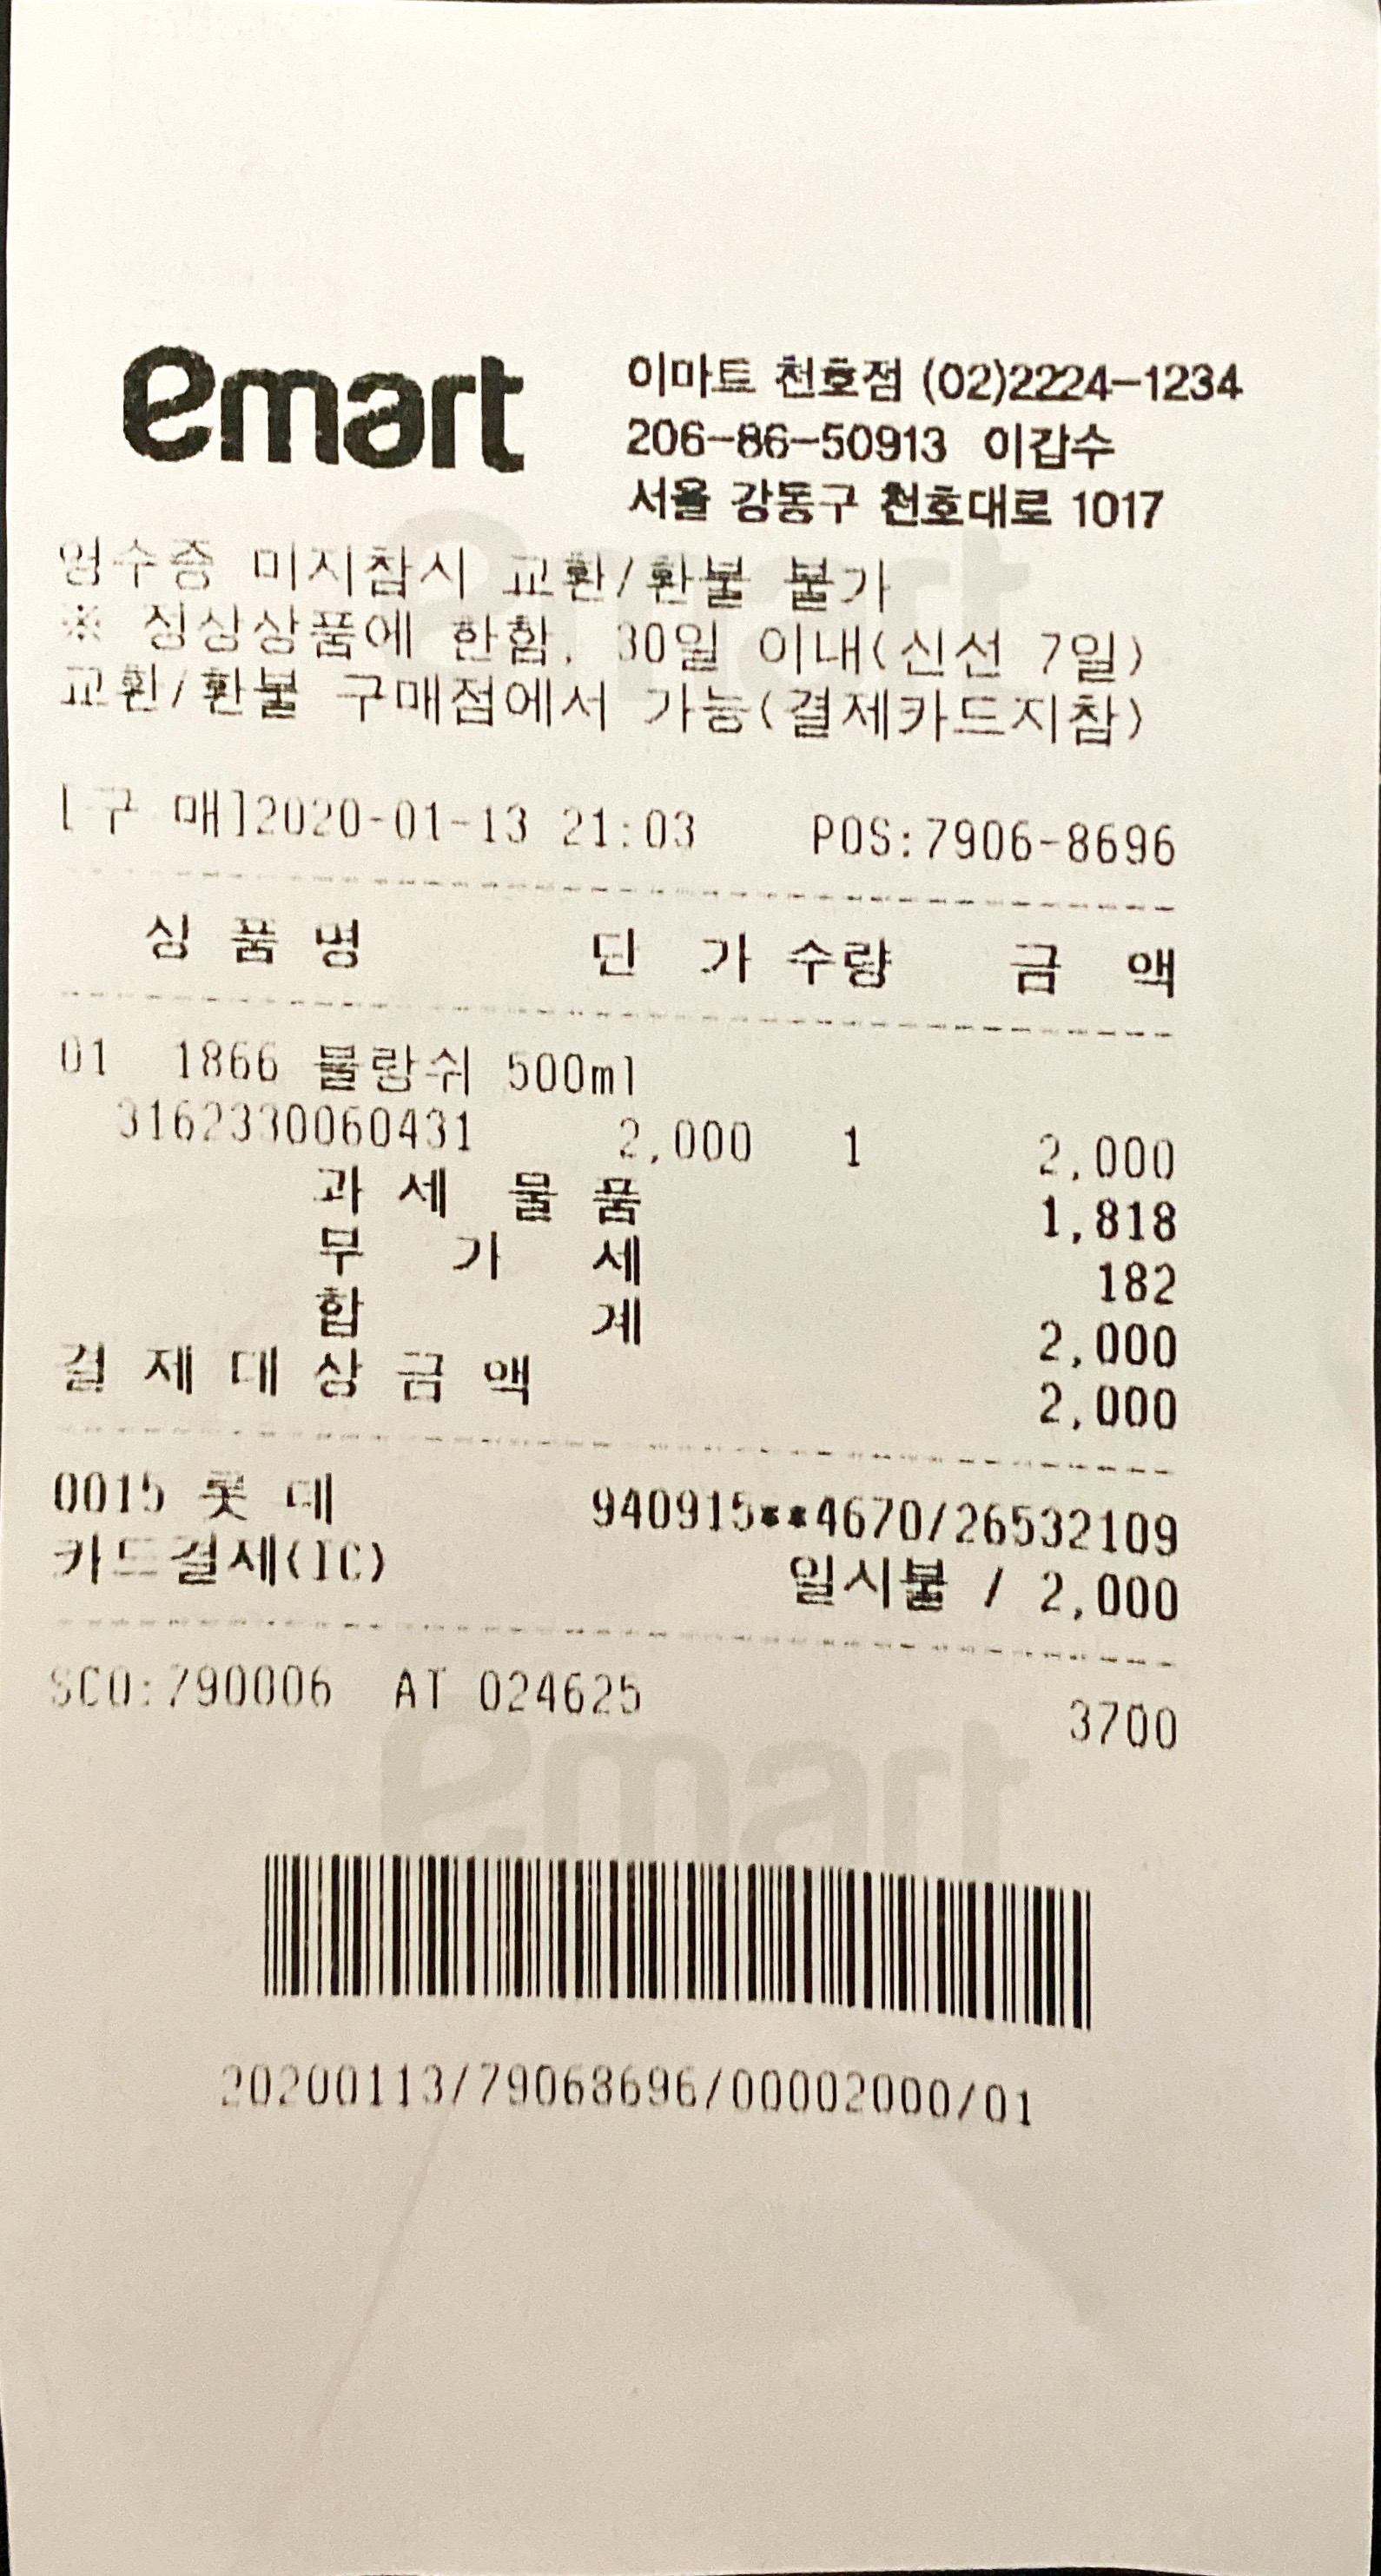 emart
이마트 천호점 (02)2224-1234
206-86-50913 이갑수
서울 강동구 천호대로 1017
영수증 미지참시 교환/환불 불가
※ 정상상품에 한함, 30일 이내(신선 7일)
교환/환불 구매점에서 가능(결제카드지참)
[구 매]2020-01-13 21:03 POS:7906-8696
상 품 명 단 가 수량 금 액
01 1866 블랑쉬 500ml
3162330060431 2,000 1 2,000
과 세 물 품 1,818
부 가 세 182
합 계 2,000
결 제 대 상 금 액 2,000
0015 롯 데 940915**4670/26532109
카드결제(IC) 일시불 / 2,000
SCO:790006 AT 024625 3700
emart
20200113/79068696/00002000/01